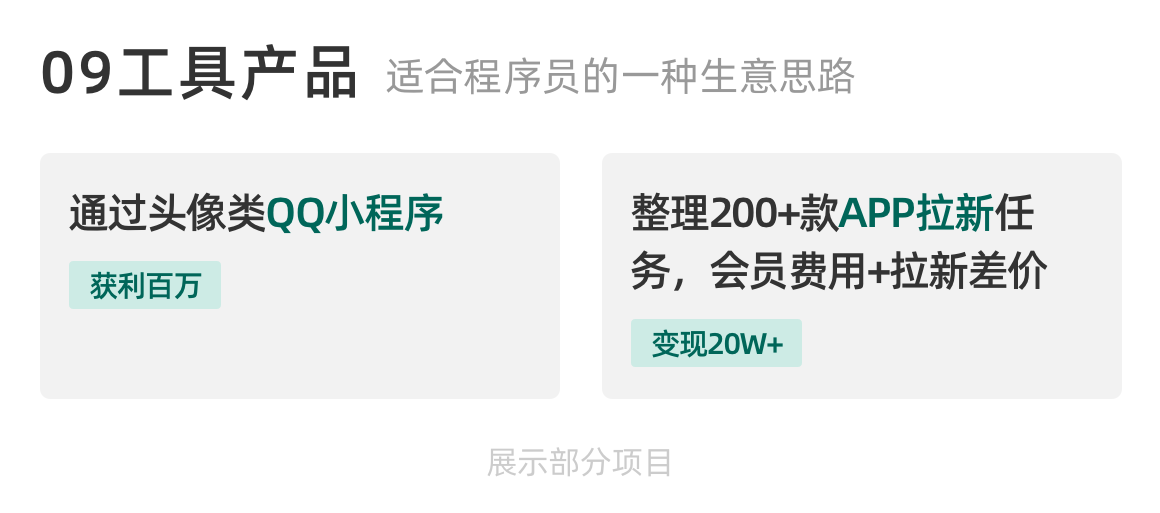 09工具产品 适合程序员的一种生意思路
通过头像类QQ小程序
获利百万
整理200+款APP拉新任
务，会员费用+拉新差价
变现20W+
展示部分项目